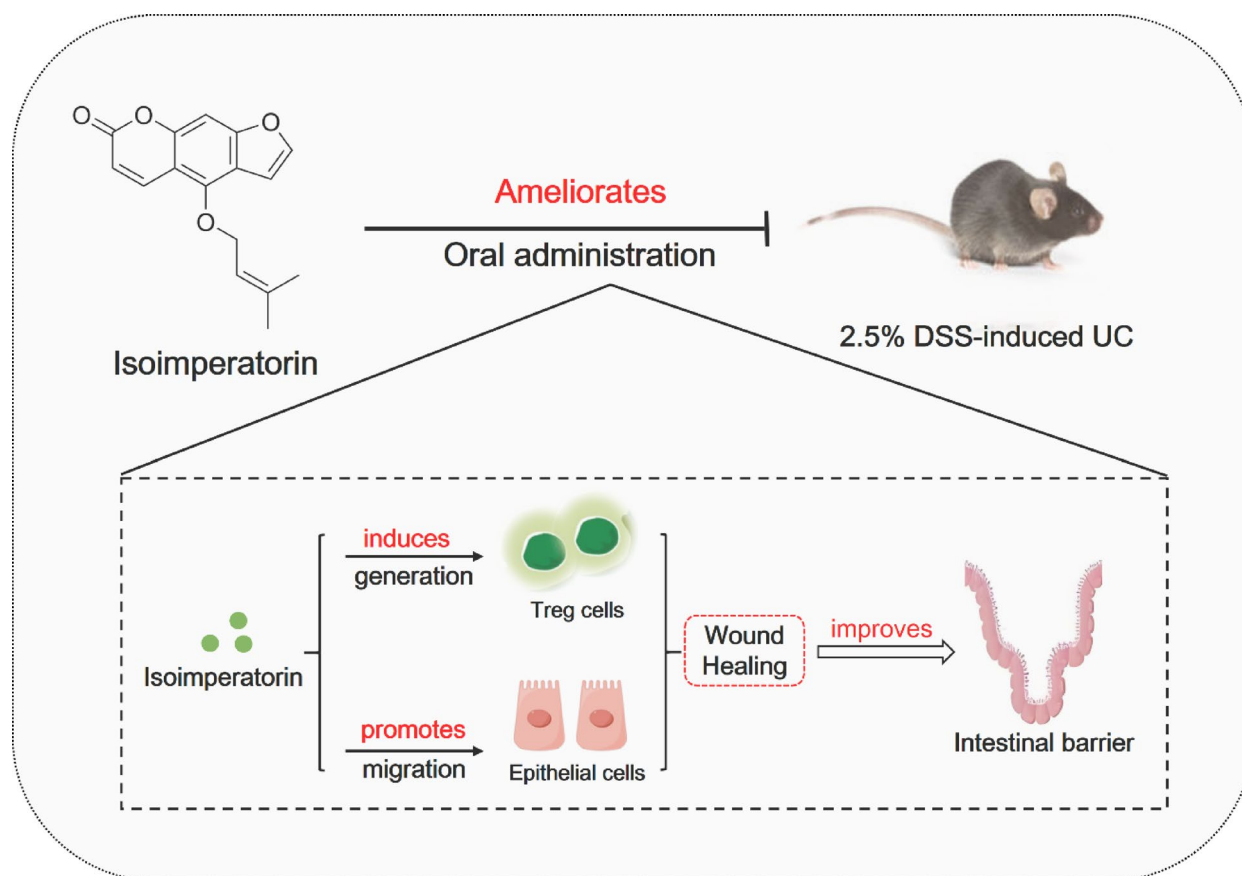 O
O
O
O
Isoimperatorin
Ameliorates
Oral administration
2.5% DSS-induced UC
Isoimperatorin
induces
generation
Treg cells
promotes
migration
Epithelial cells
Wound
Healing
improves
Intestinal barrier